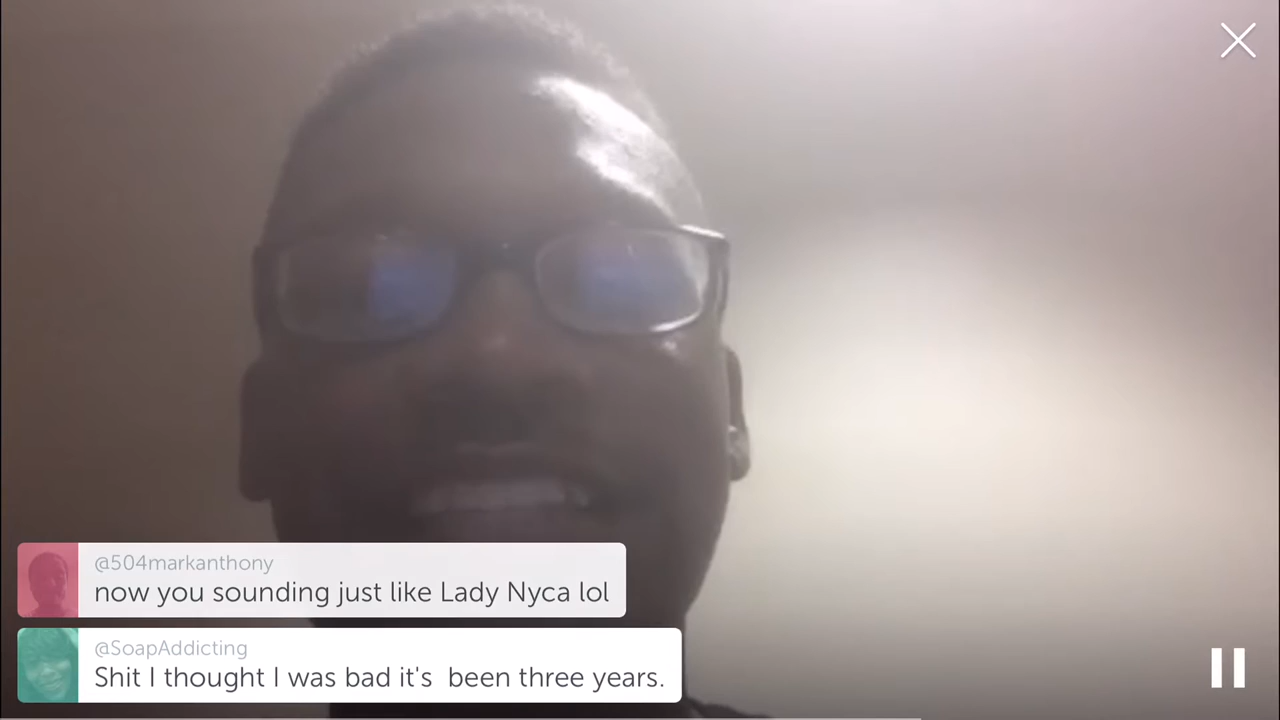 @504markanthony
now you sounding just like Lady Nyca lol
@SoapAddicting
Shit I thought I was bad it's  been three years.